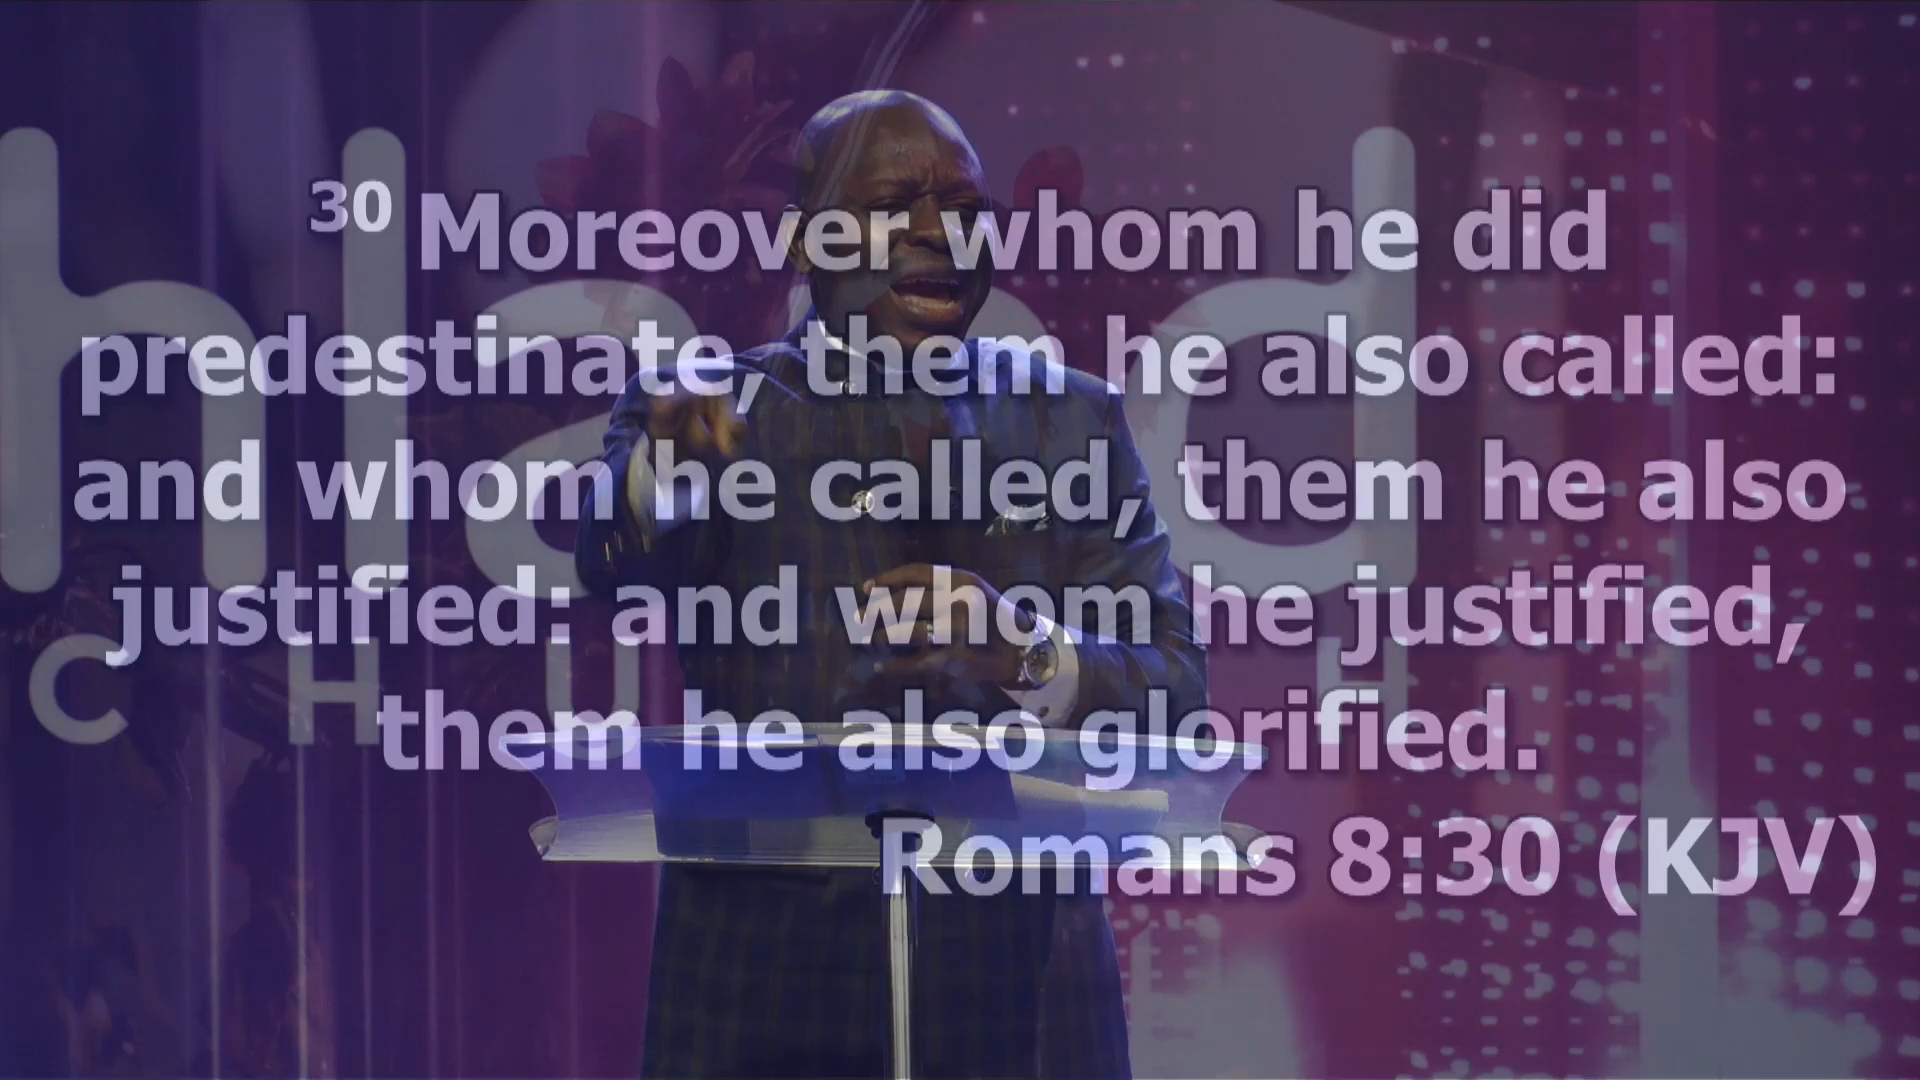 30 Moreover whom he did
predestinate, them he also called:
and whom he called, them he also
justified: and whom he justified,
them he also glorified.
Romans 8:30 (KJV)
hla d
C H U H